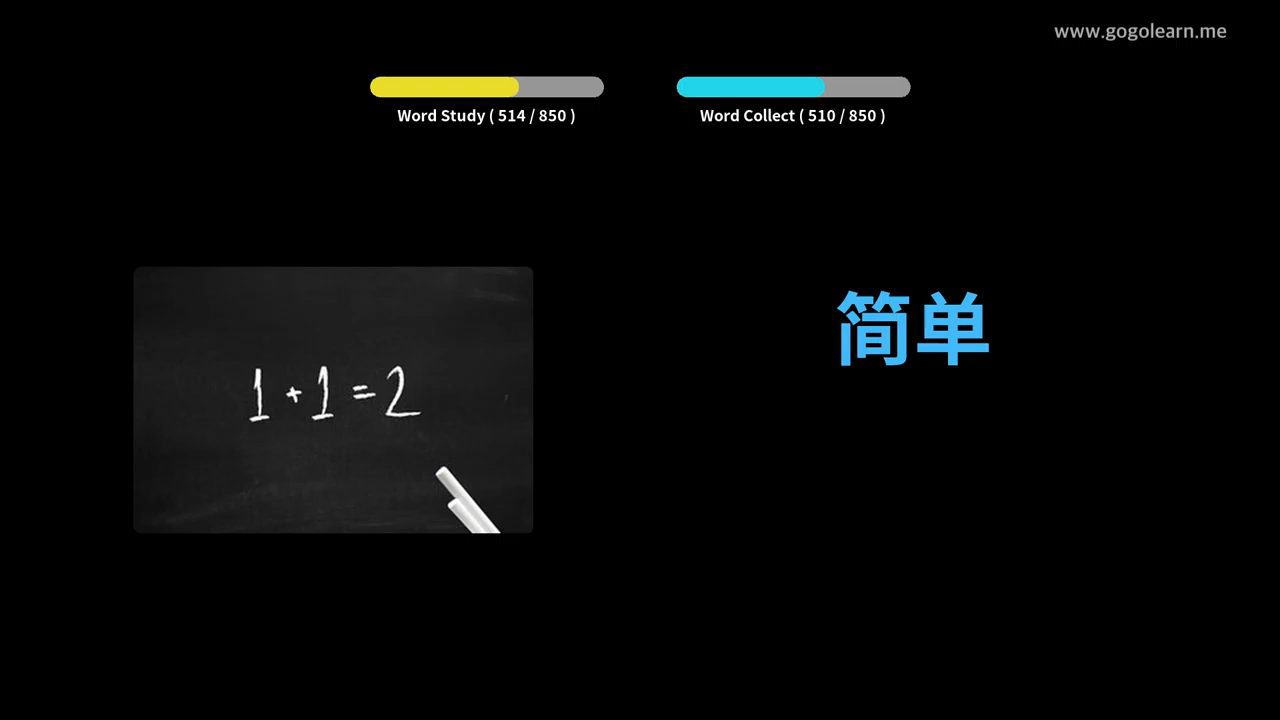 www.gogolearn.me
Word Study ( 514 / 850 )
Word Collect ( 510 / 850 )
简单
1 + 1 = 2